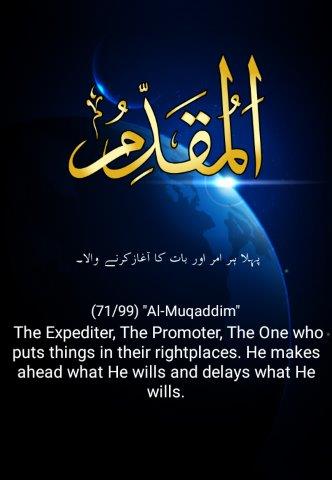 المُقَدِّمُ
پہلا ہر امر اور بات کا آغاز کرنے والا۔
(71/99) "Al-Muqaddim"
The Expediter, The Promoter, The One who
puts things in their rightplaces. He makes
ahead what He wills and delays what He
wills.